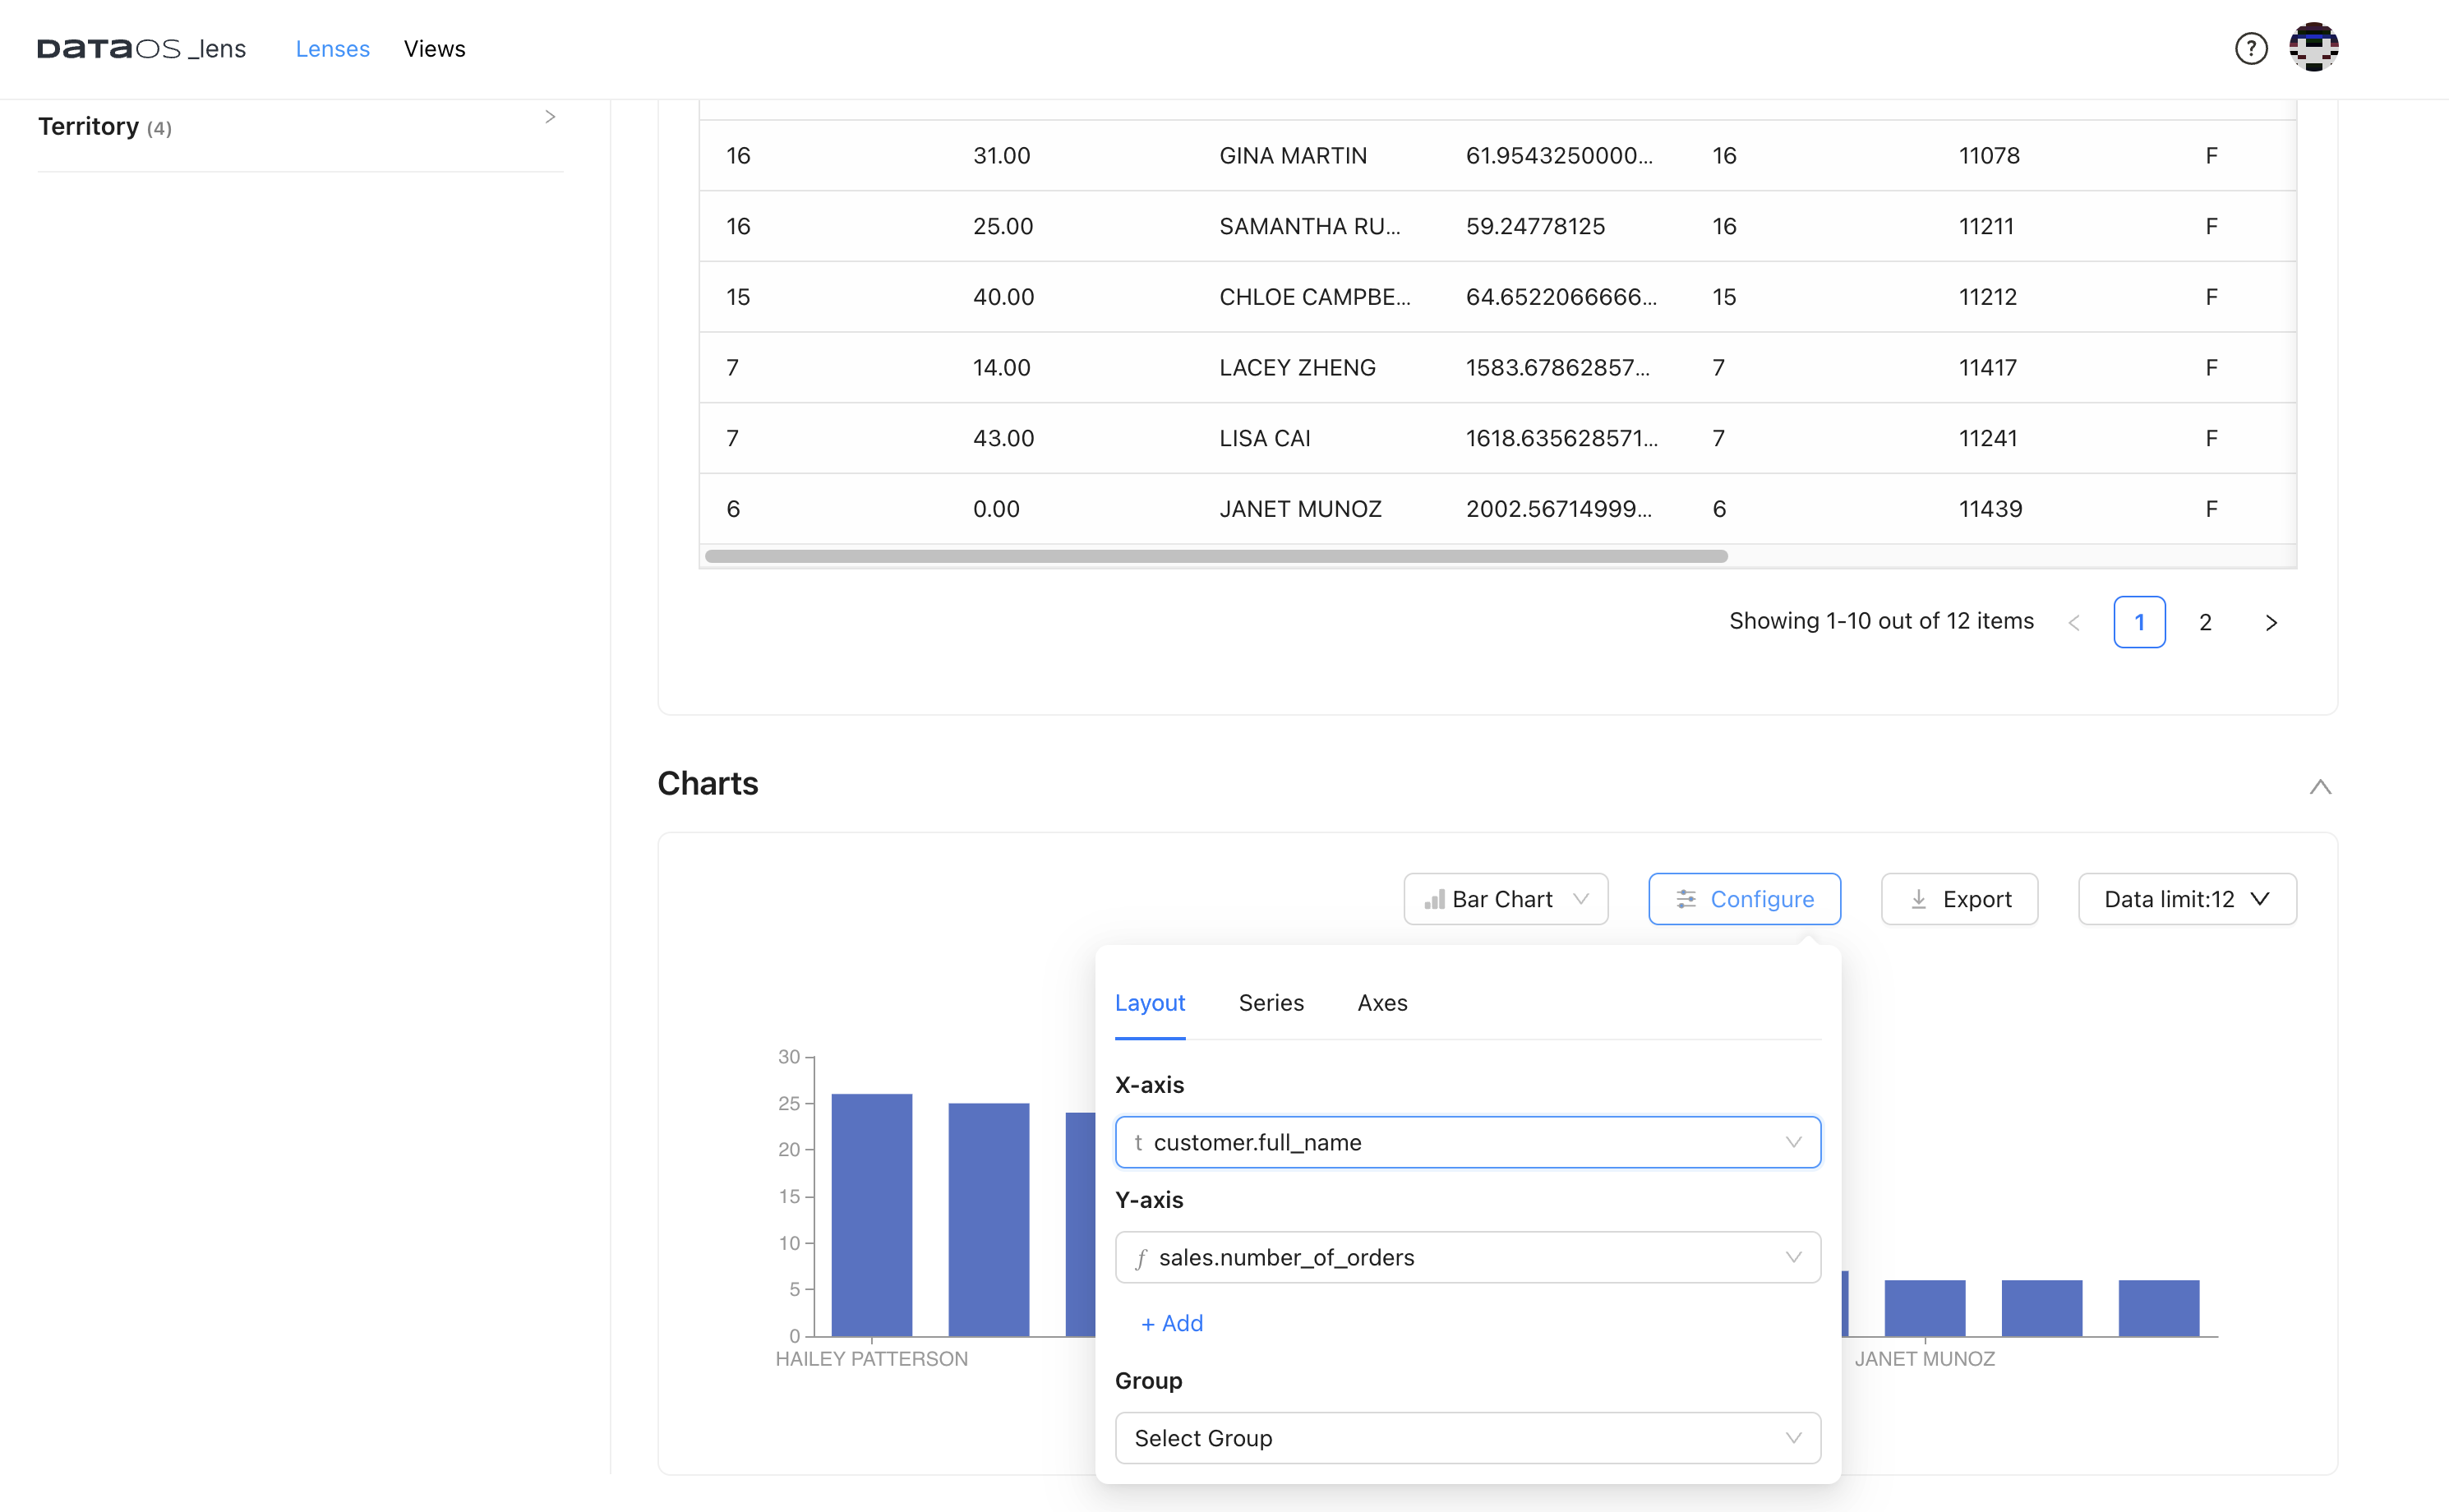 DATAOS _lens Lenses Views ?
Territory (4)
16 31.00 GINA MARTIN 61.9543250000... 16 11078 F
16 25.00 SAMANTHA RU... 59.24778125 16 11211 F
15 40.00 CHLOE CAMPBE... 64.6522066666... 15 11212 F
7 14.00 LACEY ZHENG 1583.67862857... 7 11417 F
7 43.00 LISA CAI 1618.635628571... 7 11241 F
6 0.00 JANET MUNOZ 2002.56714999... 6 11439 F
Showing 1-10 out of 12 items < 1 2 >
Charts
Bar Chart Configure Export Data limit:12
Layout Series Axes
X-axis
t customer.full_name
Y-axis
f sales.number_of_orders
+ Add
Group
Select Group
30
25
20
15
10
5
0
HAILEY PATTERSON JANET MUNOZ